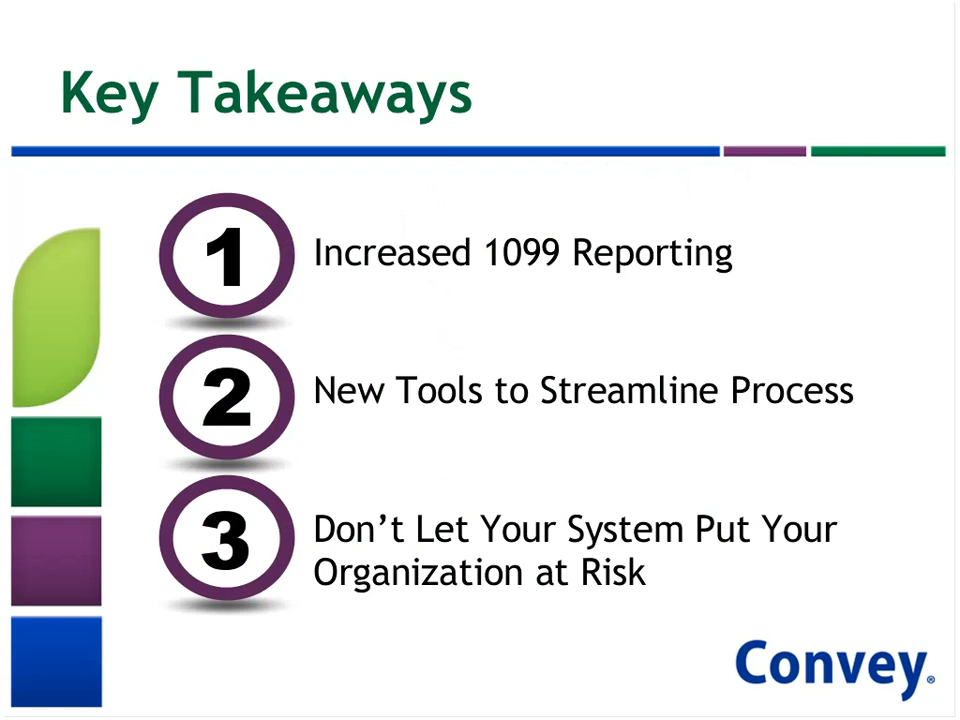 Key Takeaways
1
Increased 1099 Reporting
2
New Tools to Streamline Process
3
Don’t Let Your System Put Your
Organization at Risk
Convey®